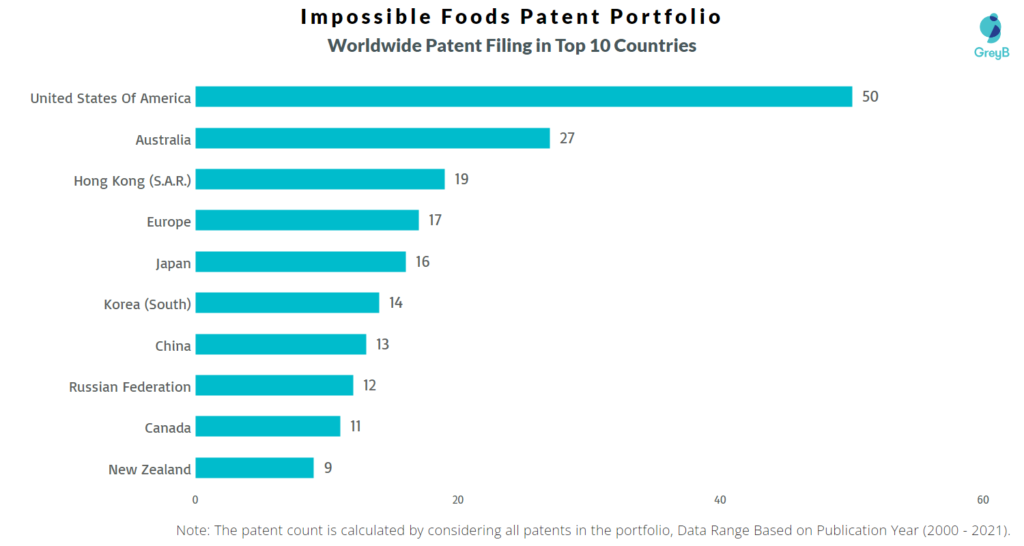 Impossible Foods Patent Portfolio
Worldwide Patent Filing in Top 10 Countries
GreyB
United States Of America 50
Australia 27
Hong Kong (S.A.R.) 19
Europe 17
Japan 16
Korea (South) 14
China 13
Russian Federation 12
Canada 11
New Zealand 9
0 20 40 60
Note: The patent count is calculated by considering all patents in the portfolio, Data Range Based on Publication Year (2000 - 2021).